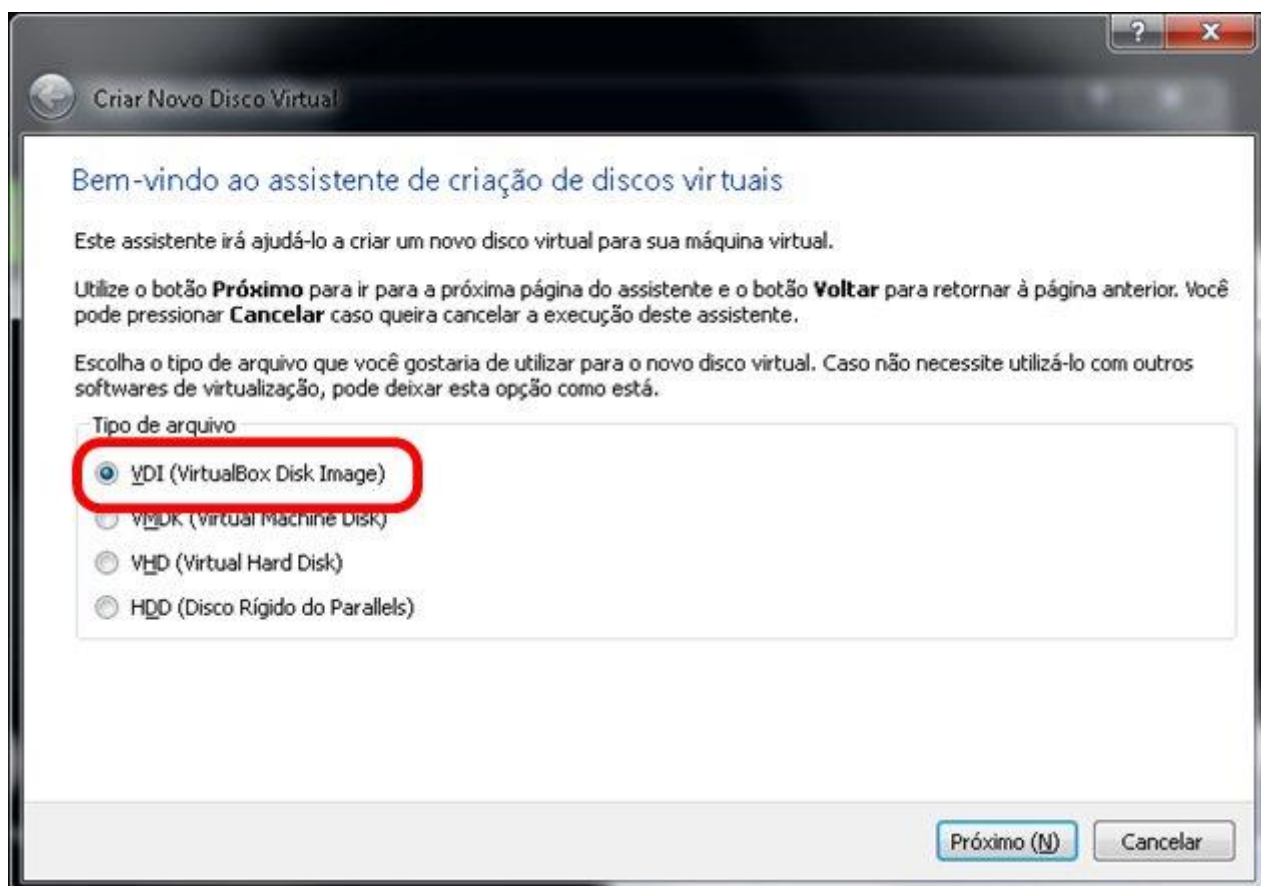 ?
X
Criar Novo Disco Virtual
Bem-vindo ao assistente de criação de discos virtuais
Este assistente irá ajudá-lo a criar um novo disco virtual para sua máquina virtual.
Utilize o botão Próximo para ir para a próxima página do assistente e o botão Voltar para retornar à página anterior. Você
pode pressionar Cancelar caso queira cancelar a execução deste assistente.
Escolha o tipo de arquivo que você gostaria de utilizar para o novo disco virtual. Caso não necessite utilizá-lo com outros
softwares de virtualização, pode deixar esta opção como está.
Tipo de arquivo
VDI (VirtualBox Disk Image)
VMDK (Virtual Machine Disk)
VHD (Virtual Hard Disk)
HDD (Disco Rígido do Parallels)
Próximo (N)
Cancelar